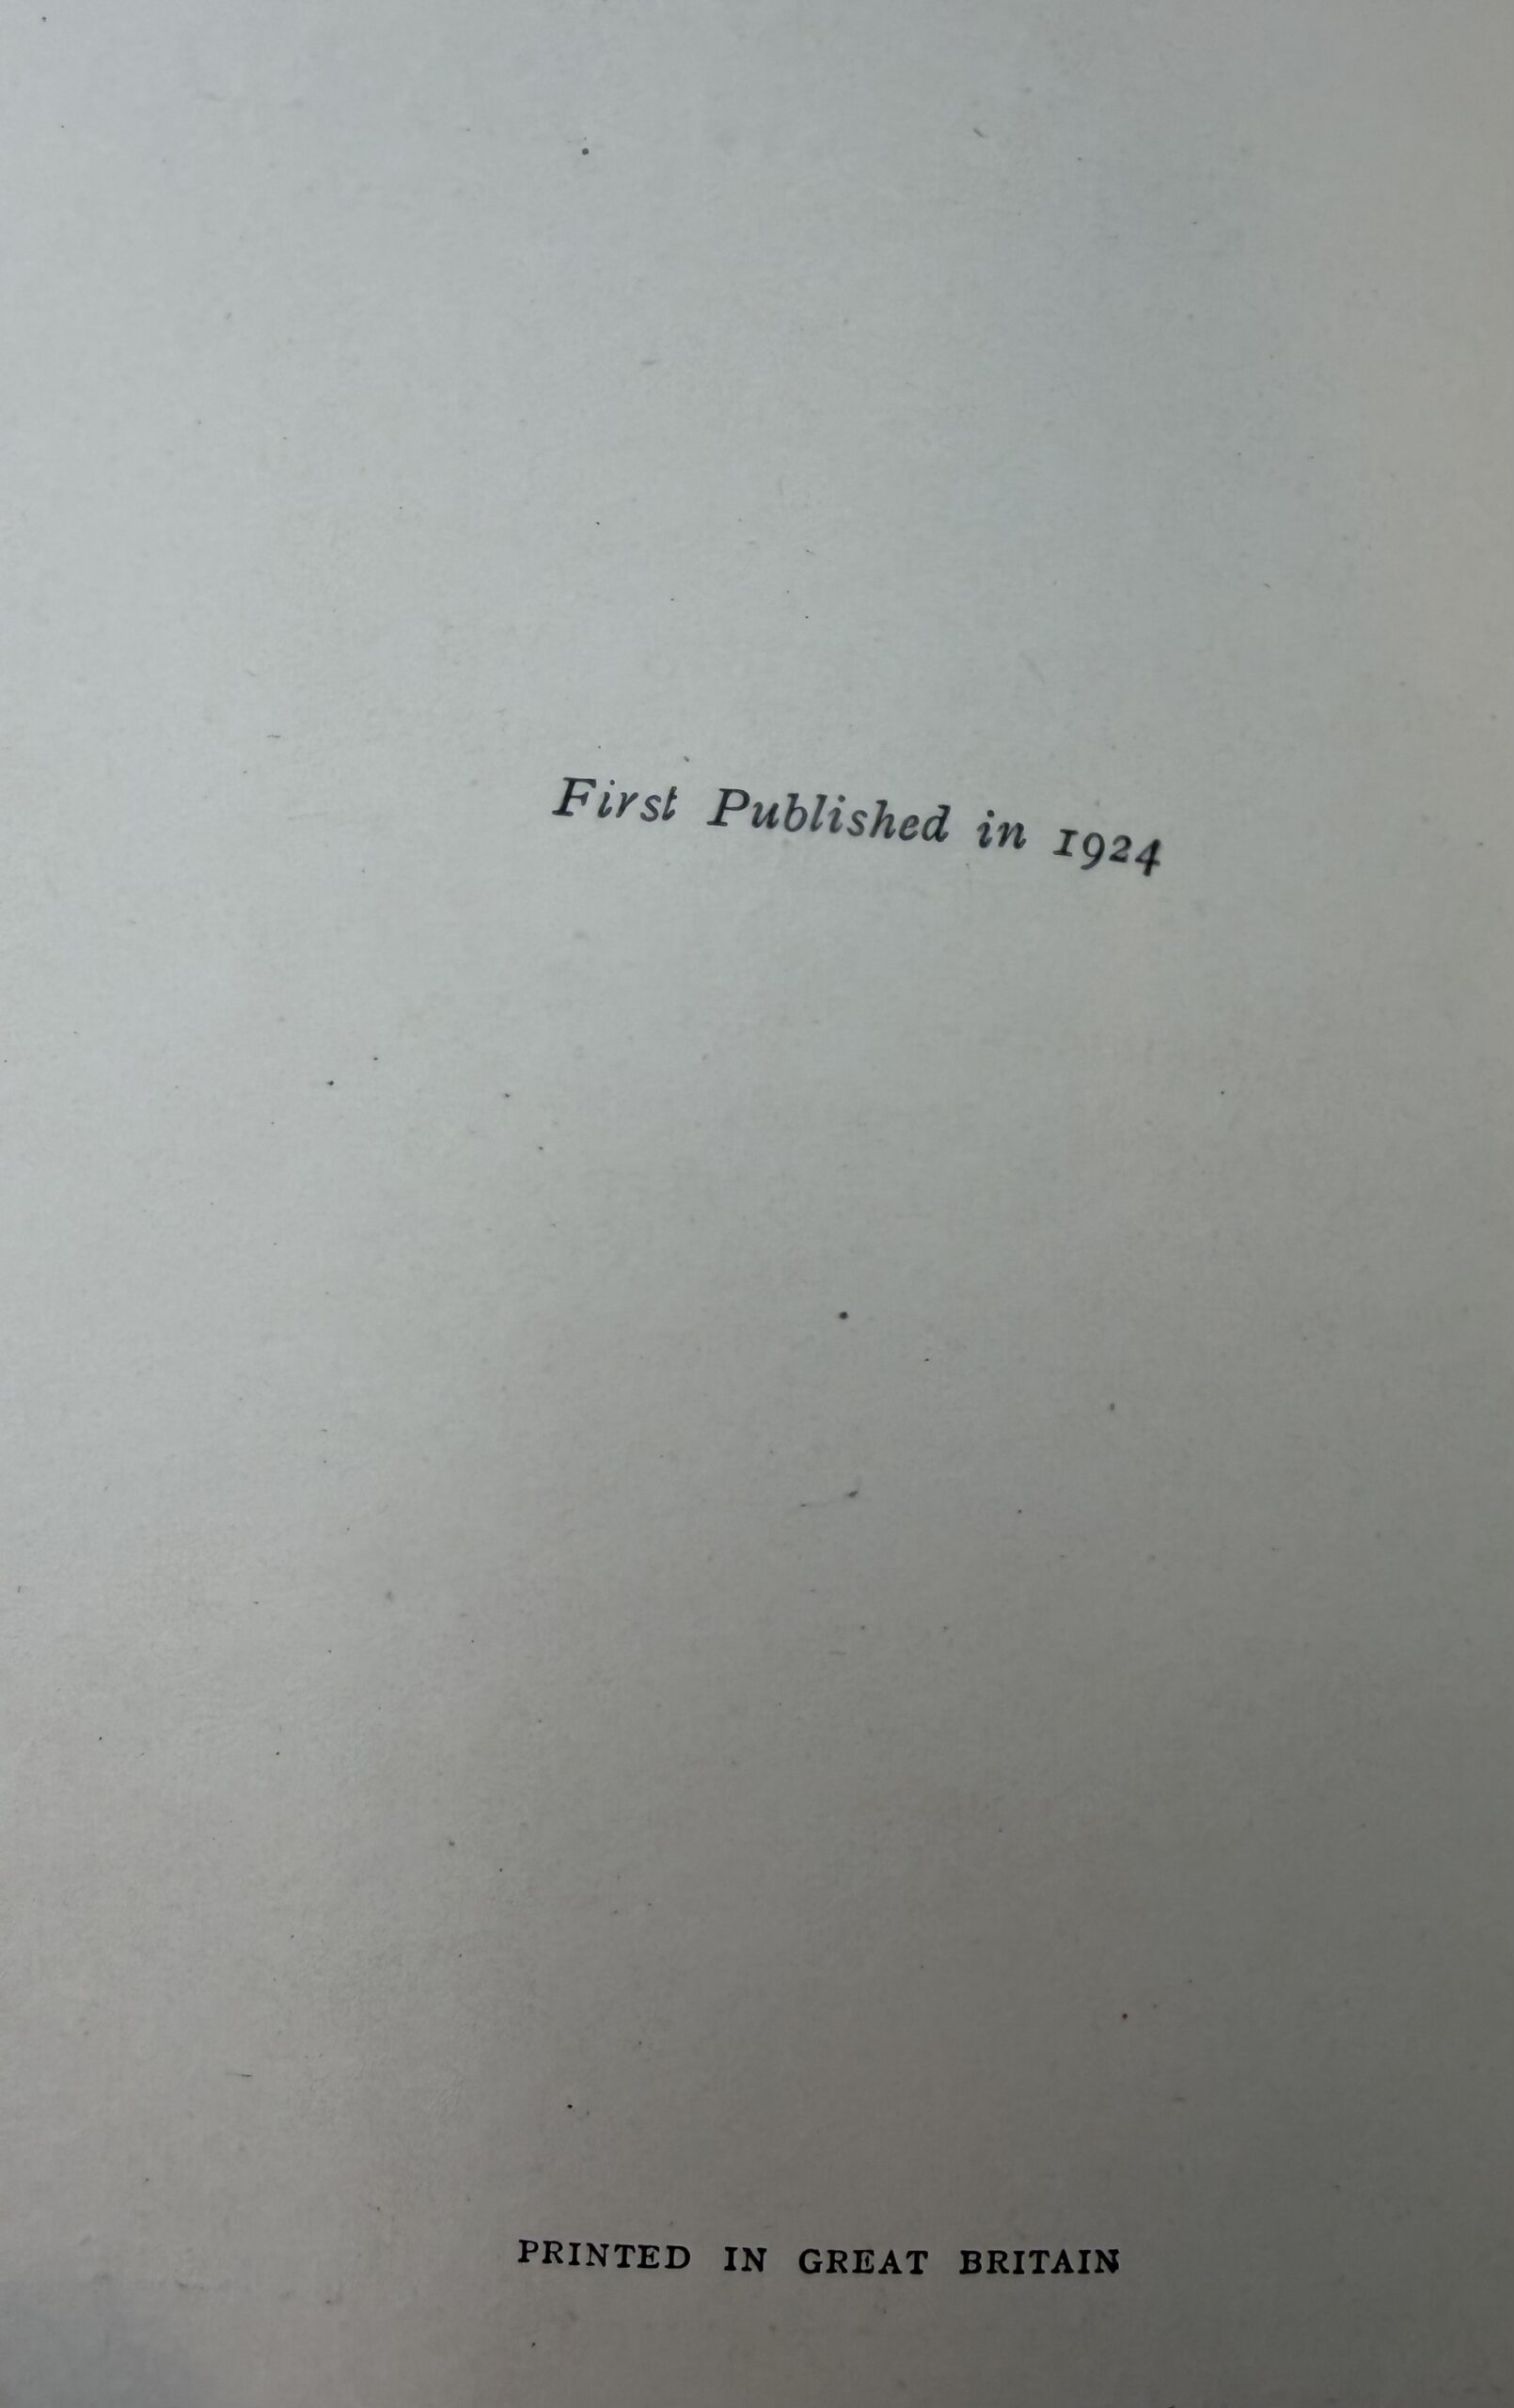 First Published in 1924
PRINTED IN GREAT BRITAIN